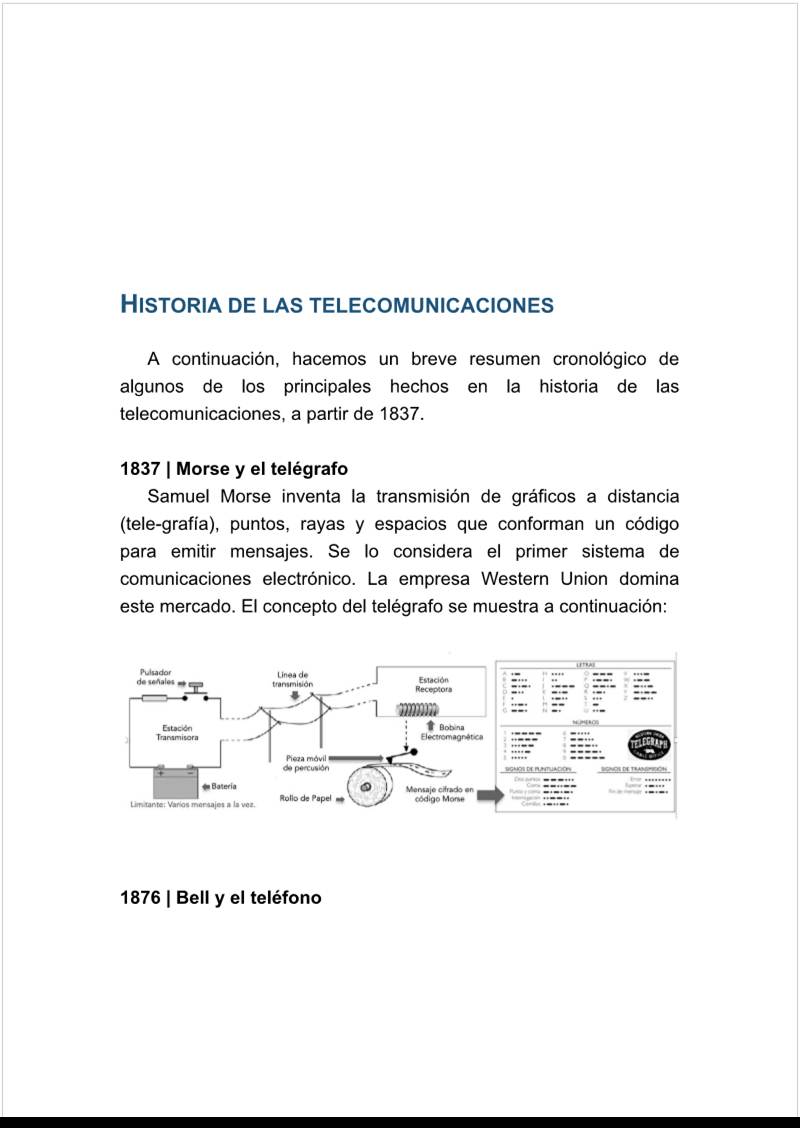 HISTORIA DE LAS TELECOMUNICACIONES
A continuación, hacemos un breve resumen cronológico de
algunos de los principales hechos en la historia de las
telecomunicaciones, a partir de 1837.
1837 | Morse y el telégrafo
Samuel Morse inventa la transmisión de gráficos a distancia
(tele-grafía), puntos, rayas y espacios que conforman un código
para emitir mensajes. Se lo considera el primer sistema de
comunicaciones electrónico. La empresa Western Union domina
este mercado. El concepto del telégrafo se muestra a continuación:
Pulsador
de señales
Línea de
transmisión
Estación
Receptora
Estación
Transmisora
Bobina
Electromagnética
Pieza móvil
de percusión
Batería
Rollo de Papel
Mensaje cifrado en
código Morse
Limitante: Varios mensajes a la vez.
LETRAS
NÚMEROS
TELEGRAPH
SIGNOS DE PUNTUACIÓN
SIGNOS DE TRANSMISIÓN
Dos puntos
Coma
Punto y coma
Interrogación
Comillas
Error
Esperar
Fin de mensaje
1876 | Bell y el teléfono